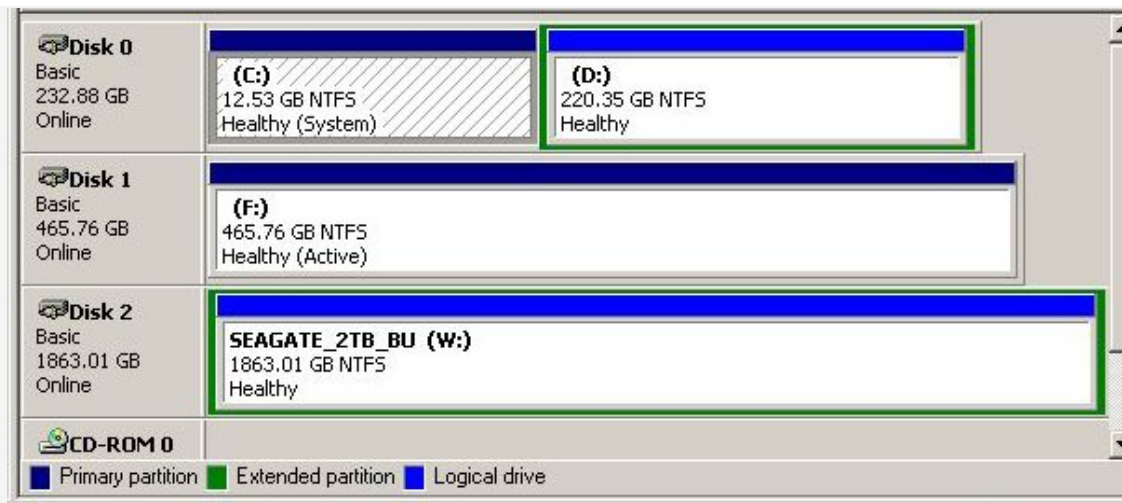 Disk 0
Basic
232.88 GB
Online
(C:)
12.53 GB NTFS
Healthy (System)
(D:)
220.35 GB NTFS
Healthy
Disk 1
Basic
465.76 GB
Online
(F:)
465.76 GB NTFS
Healthy (Active)
Disk 2
Basic
1863.01 GB
Online
SEAGATE_2TB_BU (W:)
1863.01 GB NTFS
Healthy
CD-ROM 0
Primary partition Extended partition Logical drive